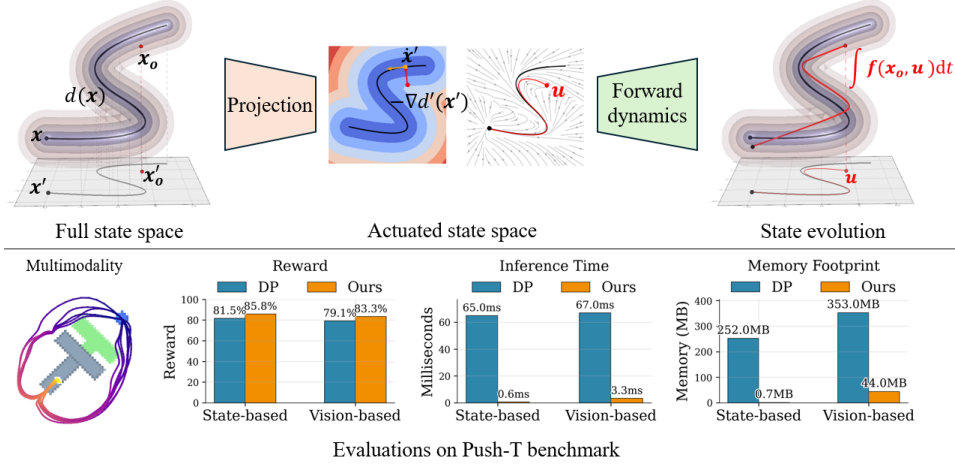 x_o
d(x)
x
x'
x'_o
Full state space
Projection
ẋ'
−∇d'(x')
u
Actuated state space
Forward
dynamics
∫ f(x_o, u)dt
u
State evolution
Multimodality
Reward
DP
Ours
100
80
60
40
20
0
Reward
81.5%
85.8%
79.1%
83.3%
State-based
Vision-based
Inference Time
DP
Ours
60
40
20
0
Milliseconds
65.0ms
0.6ms
67.0ms
3.3ms
State-based
Vision-based
Memory Footprint
DP
Ours
400
300
200
100
0
Memory (MB)
252.0MB
0.7MB
353.0MB
44.0MB
State-based
Vision-based
Evaluations on Push-T benchmark